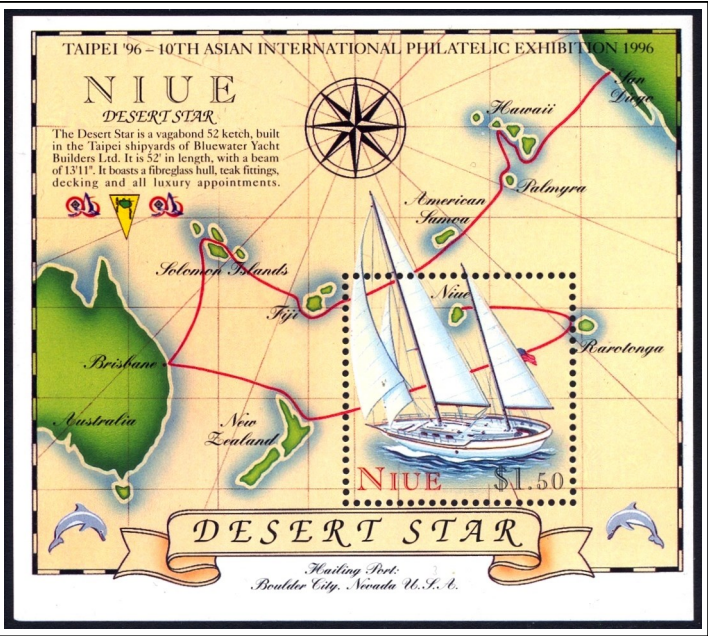 TAIPEI '96 – 10TH ASIAN INTERNATIONAL PHILATELIC EXHIBITION 1996
NIUE
DESERT STAR
The Desert Star is a vagabond 52 ketch, built
in the Taipei shipyards of Bluewater Yacht
Builders Ltd. It is 52' in length, with a beam
of 13'11". It boasts a fibreglass hull, teak fittings,
decking and all luxury appointments.
San
Diego
Hawaii
Palmyra
American
Samoa
Solomon Islands
Fiji
Niue
Rarotonga
Brisbane
Australia
New
Zealand
NIUE $1.50
DESERT STAR
Hailing Port:
Boulder City, Nevada U.S.A.